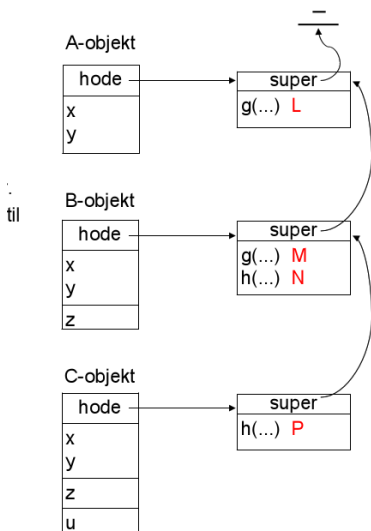 A-objekt
hode
super
x
g(...) L
y
:
til
B-objekt
hode
super
x
g(...) M
y
h(...) N
z
C-objekt
hode
super
x
h(...) P
y
z
u